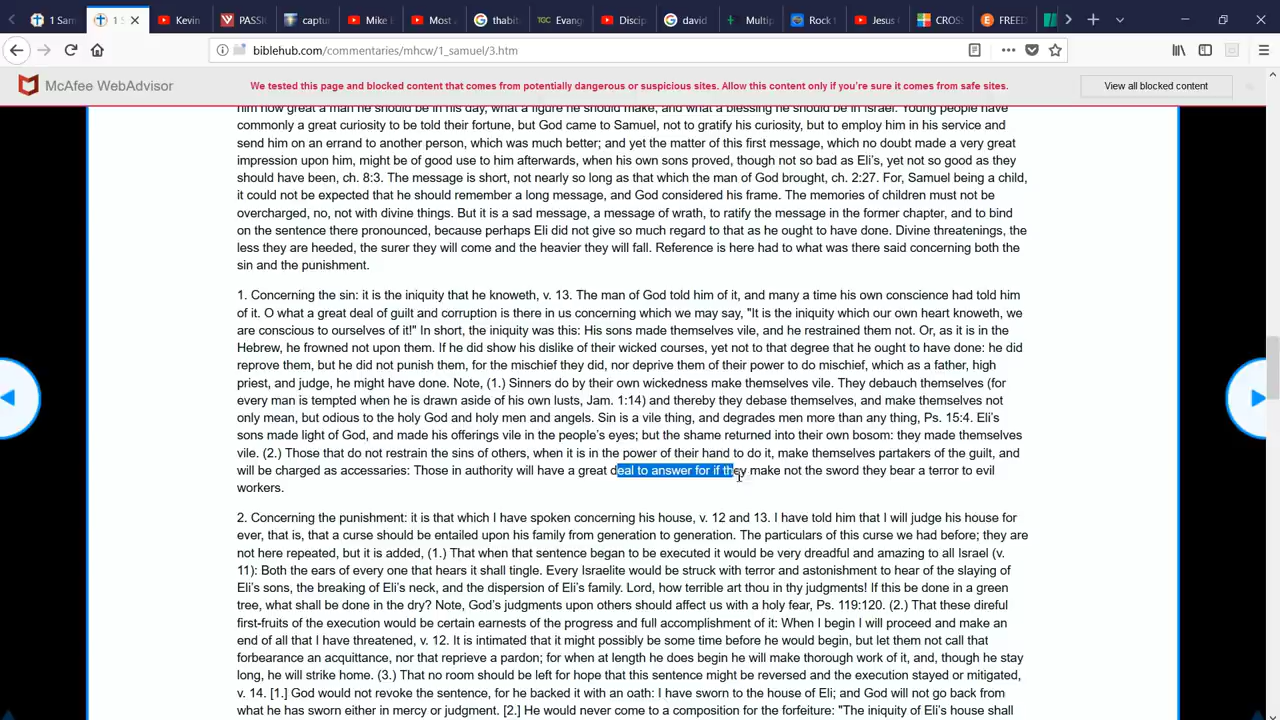 1 Sam
1 S
Kevin
PASSI
captu
Mike E
Most A
thabit
Evang
Discip
david
Multip
Rock t
Jesus (
CROSS
FREED
biblehub.com/commentaries/mhcw/1_samuel/3.htm
McAfee WebAdvisor
We tested this page and blocked content that comes from potentially dangerous or suspicious sites. Allow this content only if you're sure it comes from safe sites.
View all blocked content
him how great a man he should be in his day, what a figure he should make, and what a blessing he should be in Israel. Young people have
commonly a great curiosity to be told their fortune, but God came to Samuel, not to gratify his curiosity, but to employ him in his service and
send him on an errand to another person, which was much better; and yet the matter of this first message, which no doubt made a very great
impression upon him, might be of good use to him afterwards, when his own sons proved, though not so bad as Eli's, yet not so good as they
should have been, ch. 8:3. The message is short, not nearly so long as that which the man of God brought, ch. 2:27. For, Samuel being a child,
it could not be expected that he should remember a long message, and God considered his frame. The memories of children must not be
overcharged, no, not with divine things. But it is a sad message, a message of wrath, to ratify the message in the former chapter, and to bind
on the sentence there pronounced, because perhaps Eli did not give so much regard to that as he ought to have done. Divine threatenings, the
less they are heeded, the surer they will come and the heavier they will fall. Reference is here had to what was there said concerning both the
sin and the punishment.
1. Concerning the sin: it is the iniquity that he knoweth, v. 13. The man of God told him of it, and many a time his own conscience had told him
of it. O what a great deal of guilt and corruption is there in us concerning which we may say, "It is the iniquity which our own heart knoweth, we
are conscious to ourselves of it!" In short, the iniquity was this: His sons made themselves vile, and he restrained them not. Or, as it is in the
Hebrew, he frowned not upon them. If he did show his dislike of their wicked courses, yet not to that degree that he ought to have done: he did
reprove them, but he did not punish them, for the mischief they did, nor deprive them of their power to do mischief, which as a father, high
priest, and judge, he might have done. Note, (1.) Sinners do by their own wickedness make themselves vile. They debauch themselves (for
every man is tempted when he is drawn aside of his own lusts, Jam. 1:14) and thereby they debase themselves, and make themselves not
only mean, but odious to the holy God and holy men and angels. Sin is a vile thing, and degrades men more than any thing, Ps. 15:4. Eli's
sons made light of God, and made his offerings vile in the people's eyes; but the shame returned into their own bosom: they made themselves
vile. (2.) Those that do not restrain the sins of others, when it is in the power of their hand to do it, make themselves partakers of the guilt, and
will be charged as accessaries: Those in authority will have a great deal to answer for if they make not the sword they bear a terror to evil
workers.
2. Concerning the punishment: it is that which I have spoken concerning his house, v. 12 and 13. I have told him that I will judge his house for
ever, that is, that a curse should be entailed upon his family from generation to generation. The particulars of this curse we had before; they are
not here repeated, but it is added, (1.) That when that sentence began to be executed it would be very dreadful and amazing to all Israel (v.
11): Both the ears of every one that hears it shall tingle. Every Israelite would be struck with terror and astonishment to hear of the slaying of
Eli's sons, the breaking of Eli's neck, and the dispersion of Eli's family. Lord, how terrible art thou in thy judgments! If this be done in a green
tree, what shall be done in the dry? Note, God's judgments upon others should affect us with a holy fear, Ps. 119:120. (2.) That these direful
first-fruits of the execution would be certain earnests of the progress and full accomplishment of it: When I begin I will proceed and make an
end of all that I have threatened, v. 12. It is intimated that it might possibly be some time before he would begin, but let them not call that
forbearance an acquittance, nor that reprieve a pardon; for when at length he does begin he will make thorough work of it, and, though he stay
long, he will strike home. (3.) That no room should be left for hope that this sentence might be reversed and the execution stayed or mitigated,
v. 14. [1.] God would not revoke the sentence, for he backed it with an oath: I have sworn to the house of Eli; and God will not go back from
what he has sworn either in mercy or judgment. [2.] He would never come to a composition for the forfeiture: "The iniquity of Eli's house shall